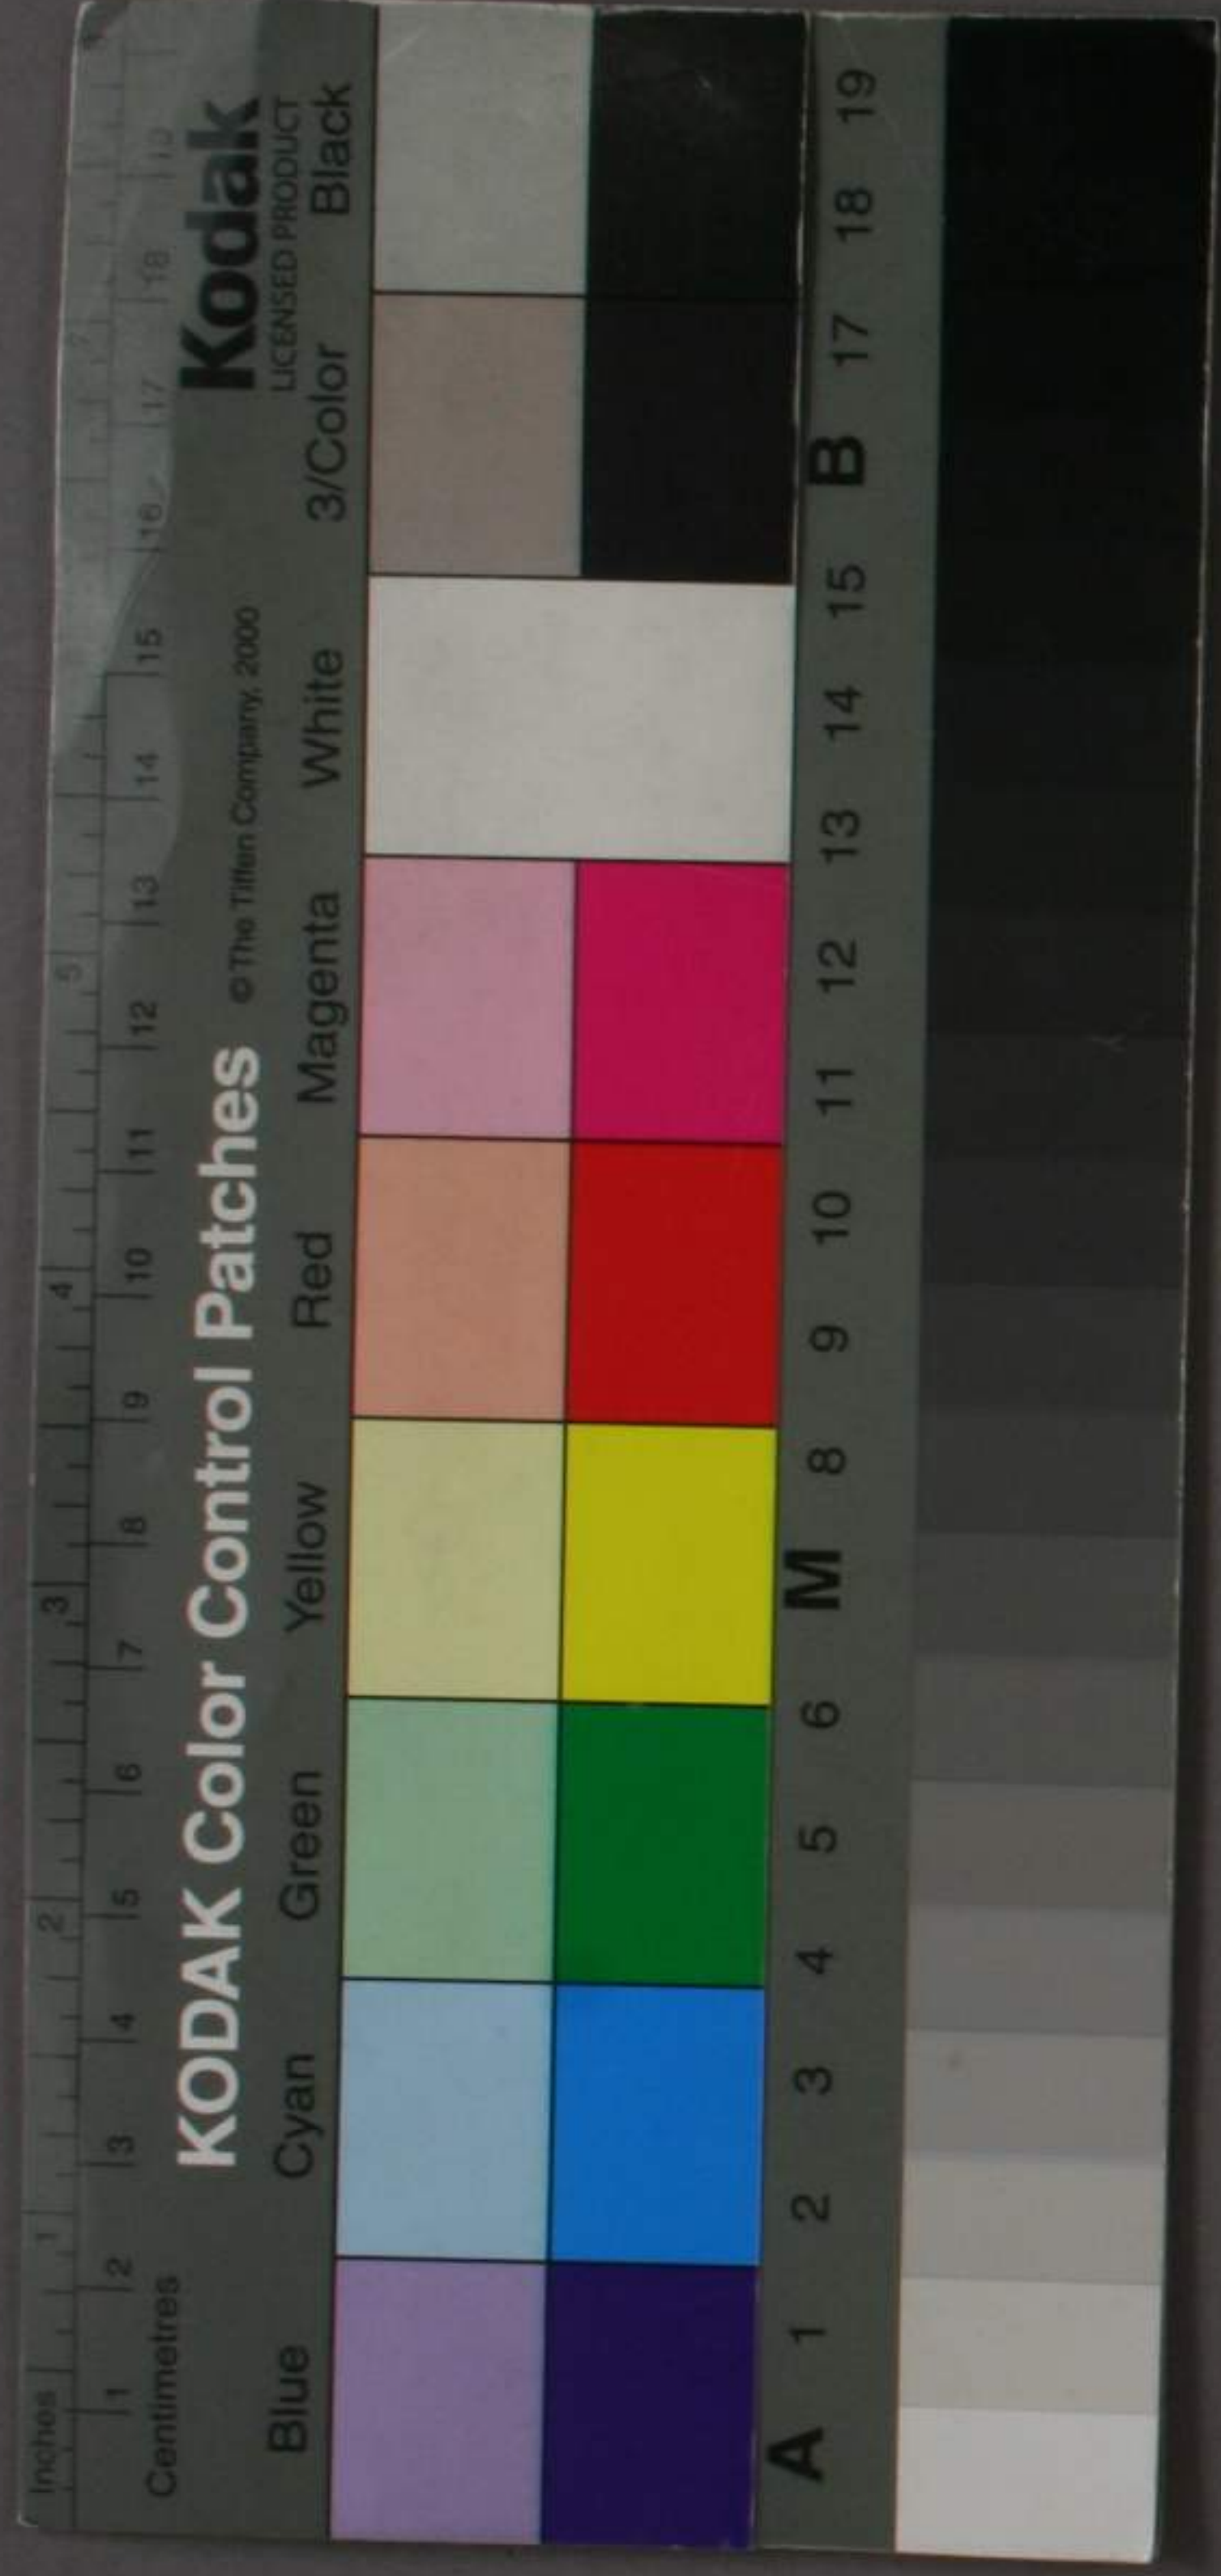 Inches 1 2 3 4 5
1 2 3 4 5 6 7 8 9 10 11 12 13 14 15 16 17 18 19
Centimetres
KODAK Color Control Patches © The Tiffen Company, 2000 Kodak
LICENSED PRODUCT
Blue Cyan Green Yellow Red Magenta White 3/Color Black
A 1 2 3 4 5 6 M 8 9 10 11 12 13 14 15 B 17 18 19